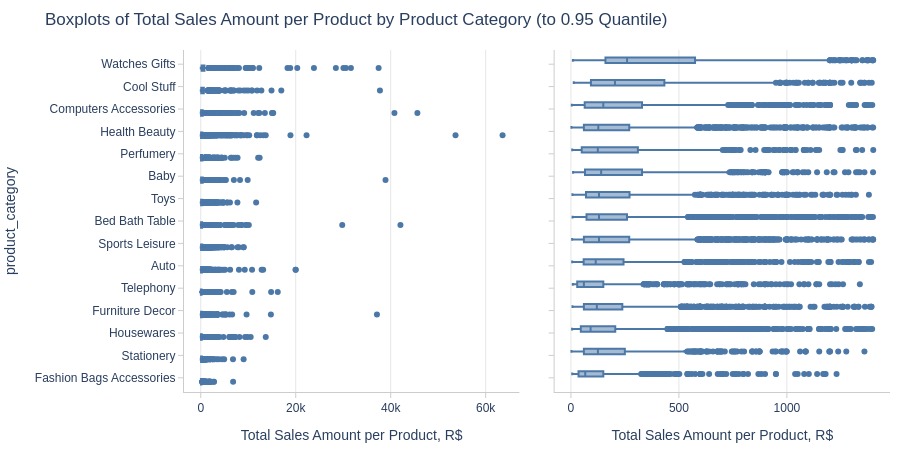 Boxplots of Total Sales Amount per Product by Product Category (to 0.95 Quantile)
product_category
Watches Gifts
Cool Stuff
Computers Accessories
Health Beauty
Perfumery
Baby
Toys
Bed Bath Table
Sports Leisure
Auto
Telephony
Furniture Decor
Housewares
Stationery
Fashion Bags Accessories
0 20k 40k 60k
0 500 1000
Total Sales Amount per Product, R$
Total Sales Amount per Product, R$